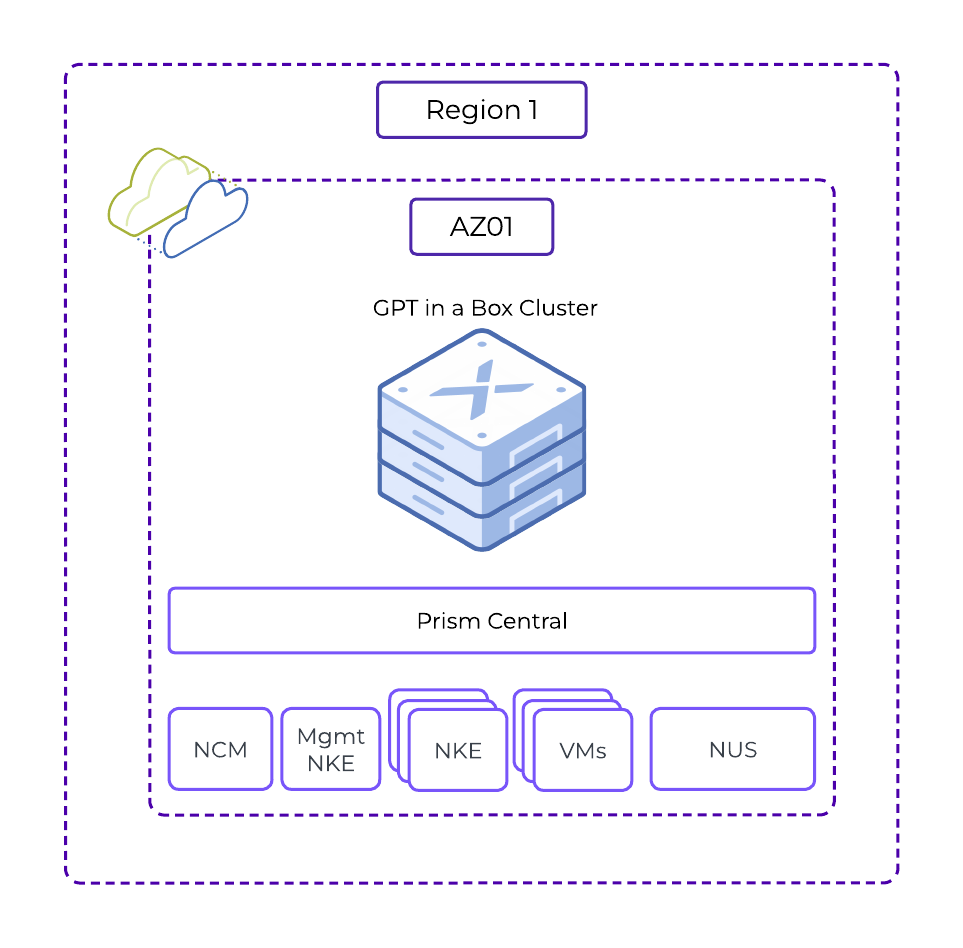 Region 1
AZ01
GPT in a Box Cluster
Prism Central
NCM
Mgmt
NKE
NKE
VMs
NUS